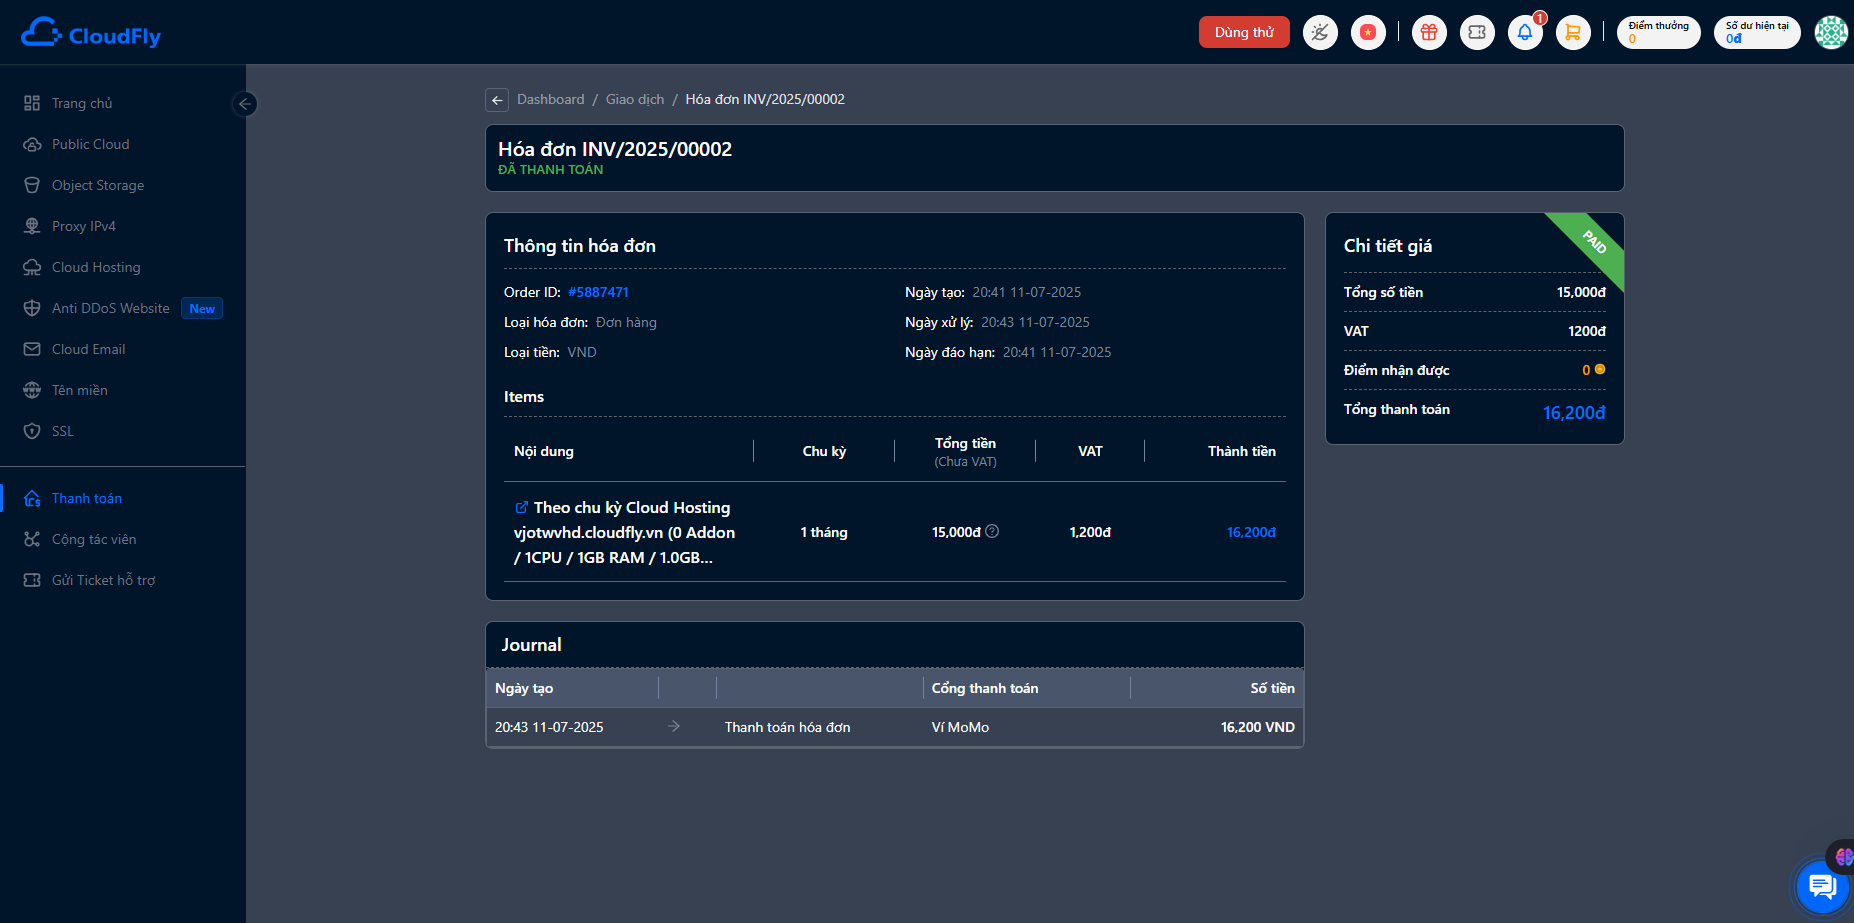 CloudFly
Dùng thử
1
Điểm thưởng
0
Số dư hiện tại
0đ
Trang chủ
Public Cloud
Object Storage
Proxy IPv4
Cloud Hosting
Anti DDoS Website New
Cloud Email
Tên miền
SSL
Thanh toán
Cộng tác viên
Gửi Ticket hỗ trợ
Dashboard / Giao dịch / Hóa đơn INV/2025/00002
Hóa đơn INV/2025/00002
ĐÃ THANH TOÁN
Thông tin hóa đơn
Order ID: #5887471
Ngày tạo: 20:41 11-07-2025
Loại hóa đơn: Đơn hàng
Ngày xử lý: 20:43 11-07-2025
Loại tiền: VND
Ngày đáo hạn: 20:41 11-07-2025
Items
Nội dung
Chu kỳ
Tổng tiền
(Chưa VAT)
VAT
Thành tiền
Theo chu kỳ Cloud Hosting
vjotwvhd.cloudfly.vn (0 Addon
/ 1CPU / 1GB RAM / 1.0GB...
1 tháng
15,000đ
1,200đ
16,200đ
Journal
Ngày tạo
Cổng thanh toán
Số tiền
20:43 11-07-2025
Thanh toán hóa đơn
Ví MoMo
16,200 VND
Chi tiết giá
PAID
Tổng số tiền 15,000đ
VAT 1200đ
Điểm nhận được 0
Tổng thanh toán 16,200đ